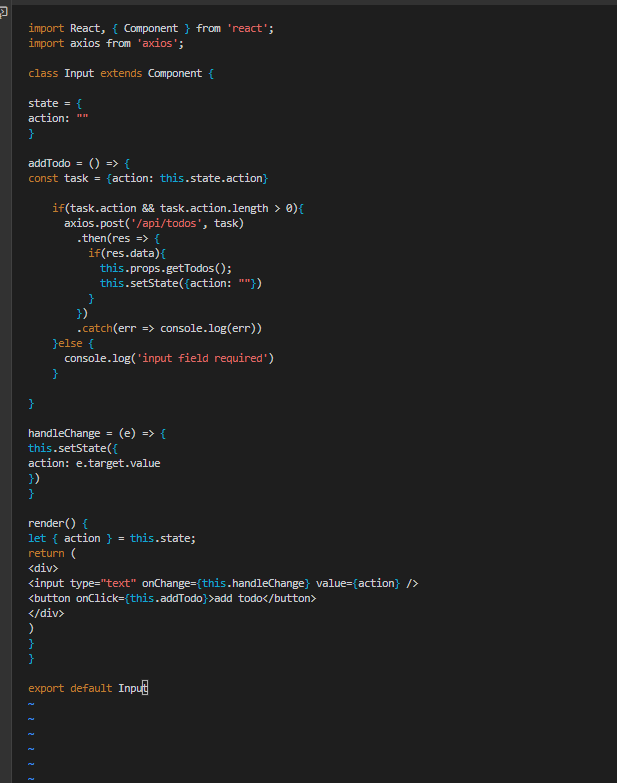 import React, { Component } from 'react';
import axios from 'axios';

class Input extends Component {

state = {
action: ""
}

addTodo = () => {
const task = {action: this.state.action}

    if(task.action && task.action.length > 0){
      axios.post('/api/todos', task)
        .then(res => {
          if(res.data){
            this.props.getTodos();
            this.setState({action: ""})
          }
        })
        .catch(err => console.log(err))
    }else {
      console.log('input field required')
    }

}

handleChange = (e) => {
this.setState({
action: e.target.value
})
}

render() {
let { action } = this.state;
return (
<div>
<input type="text" onChange={this.handleChange} value={action} />
<button onClick={this.addTodo}>add todo</button>
</div>
)
}
}

export default Input
~
~
~
~
~
~